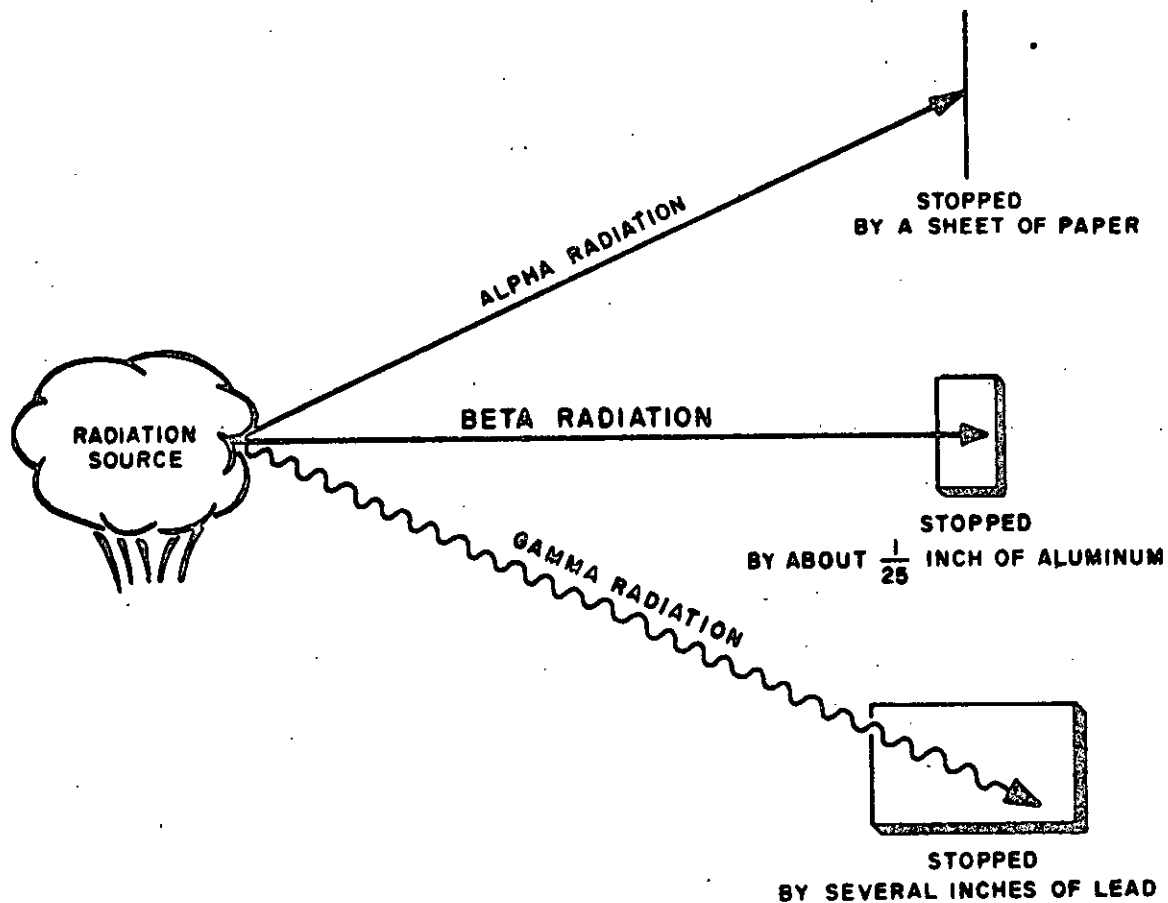 STOPPED
BY A SHEET OF PAPER
ALPHA RADIATION
BETA RADIATION
RADIATION
SOURCE
STOPPED
BY ABOUT 1/25 INCH OF ALUMINUM
GAMMA RADIATION
STOPPED
BY SEVERAL INCHES OF LEAD